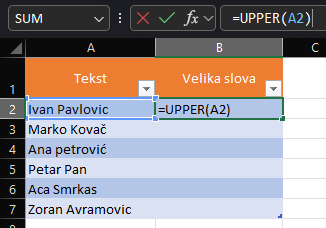 SUM fx =UPPER(A2)
A B C
1 Tekst Velika slova
2 Ivan Pavlovic =UPPER(A2)
3 Marko Kovač
4 Ana petrović
5 Petar Pan
6 Aca Smrkas
7 Zoran Avramovic